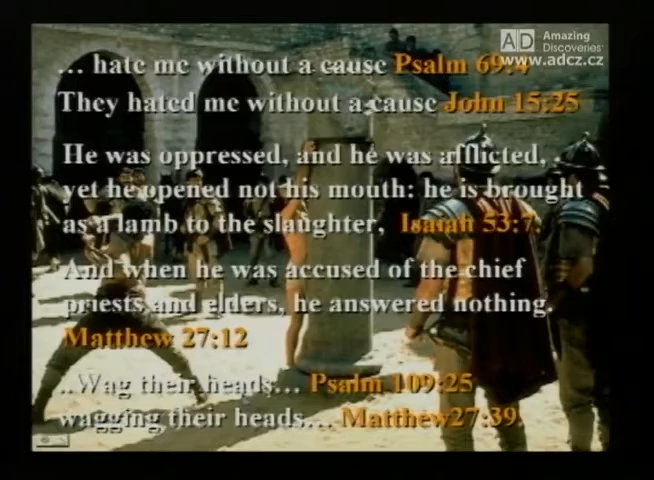 AD Amazing Discoveries
www.adcz.cz
... hate me without a cause Psalm 69:4
They hated me without a cause John 15:25
He was oppressed, and he was afflicted,
yet he opened not his mouth: he is brought
as a lamb to the slaughter, Isaiah 53:7.
And when he was accused of the chief
priests and elders, he answered nothing.
Matthew 27:12
..Wag their heads... Psalm 109:25
wagging their heads... Matthew27:39.